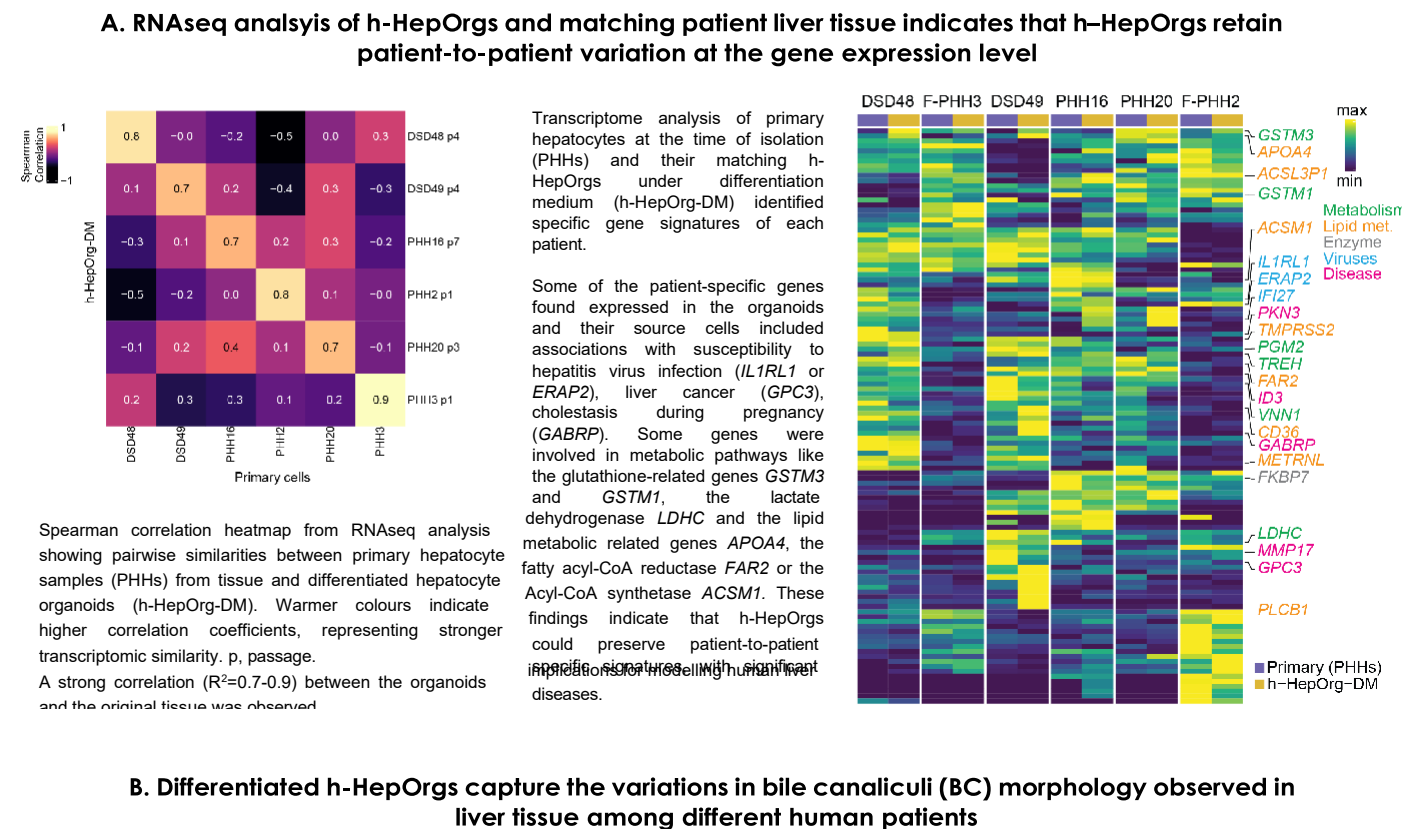 A. RNAseq analsyis of h-HepOrgs and matching patient liver tissue indicates that h–HepOrgs retain
patient-to-patient variation at the gene expression level
Spearman
Correlation
1
−1
h-HepOrg-DM
0.8 −0.0 −0.2 −0.5 0.0 0.3 DSD48 p4
0.1 0.7 0.2 −0.4 0.3 −0.3 DSD49 p4
−0.3 0.1 0.7 0.2 0.3 −0.2 PHH16 p7
−0.5 −0.2 0.0 0.8 0.1 −0.0 PHH2 p1
−0.1 0.2 0.4 0.1 0.7 −0.1 PHH20 p3
0.2 0.3 0.3 0.1 0.2 0.9 PHH3 p1
DSD48 DSD49 PHH16 PHH2 PHH20 PHH3
Primary cells
Spearman correlation heatmap from RNAseq analysis
showing pairwise similarities between primary hepatocyte
samples (PHHs) from tissue and differentiated hepatocyte
organoids (h-HepOrg-DM). Warmer colours indicate
higher correlation coefficients, representing stronger
transcriptomic similarity. p, passage.
A strong correlation (R²=0.7-0.9) between the organoids
and the original tissue was observed
Transcriptome analysis of primary
hepatocytes at the time of isolation
(PHHs) and their matching h-
HepOrgs under differentiation
medium (h-HepOrg-DM) identified
specific gene signatures of each
patient.
Some of the patient-specific genes
found expressed in the organoids
and their source cells included
associations with susceptibility to
hepatitis virus infection (IL1RL1 or
ERAP2), liver cancer (GPC3),
cholestasis during pregnancy
(GABRP). Some genes were
involved in metabolic pathways like
the glutathione-related genes GSTM3
and GSTM1, the lactate
dehydrogenase LDHC and the lipid
metabolic related genes APOA4, the
fatty acyl-CoA reductase FAR2 or the
Acyl-CoA synthetase ACSM1. These
findings indicate that h-HepOrgs
could preserve patient-to-patient
specific signatures, with significant
implications for modelling human liver
diseases.
DSD48 F-PHH3 DSD49 PHH16 PHH20 F-PHH2
GSTM3
APOA4
ACSL3P1
GSTM1
ACSM1
IL1RL1
ERAP2
IFI27
PKN3
TMPRSS2
PGM2
TREH
FAR2
ID3
VNN1
CD36
GABRP
METRNL
FKBP7
LDHC
MMP17
GPC3
PLCB1
max
min
Metabolism
Lipid met.
Enzyme
Viruses
Disease
Primary (PHHs)
h−HepOrg−DM
B. Differentiated h-HepOrgs capture the variations in bile canaliculi (BC) morphology observed in
liver tissue among different human patients